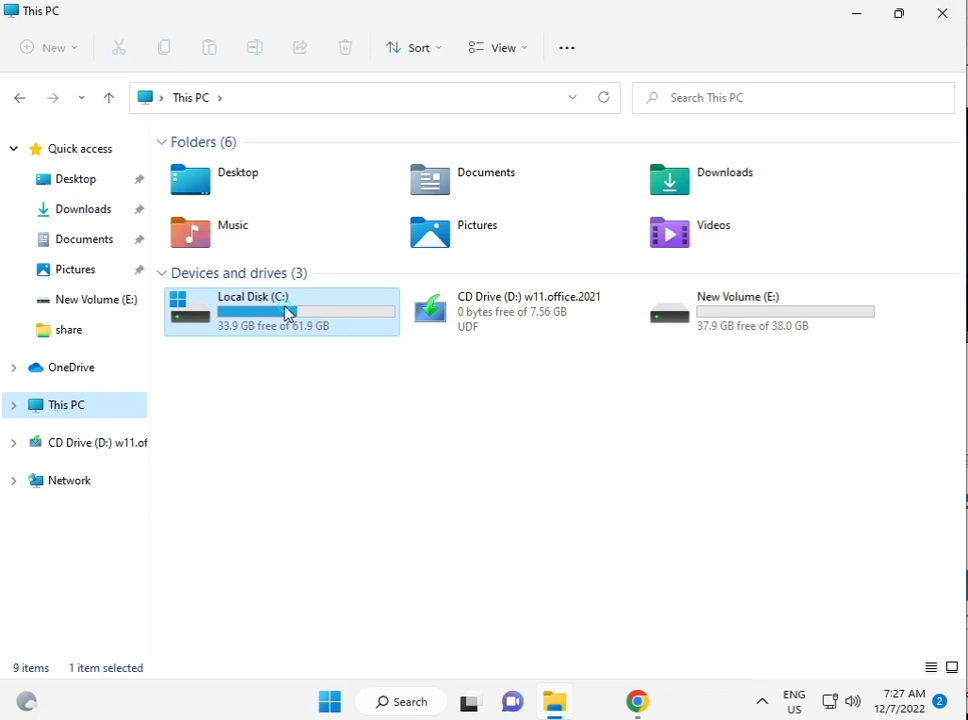 This PC
New
Sort
View
This PC
Search This PC
Quick access
Desktop
Downloads
Documents
Pictures
New Volume (E:)
share
OneDrive
This PC
CD Drive (D:) w11.of
Network
Folders (6)
Desktop
Documents
Downloads
Music
Pictures
Videos
Devices and drives (3)
Local Disk (C:)
33.9 GB free of 61.9 GB
CD Drive (D:) w11.office.2021
0 bytes free of 7.56 GB
UDF
New Volume (E:)
37.9 GB free of 38.0 GB
9 items 1 item selected
Search
ENG
US
7:27 AM
12/7/2022
2